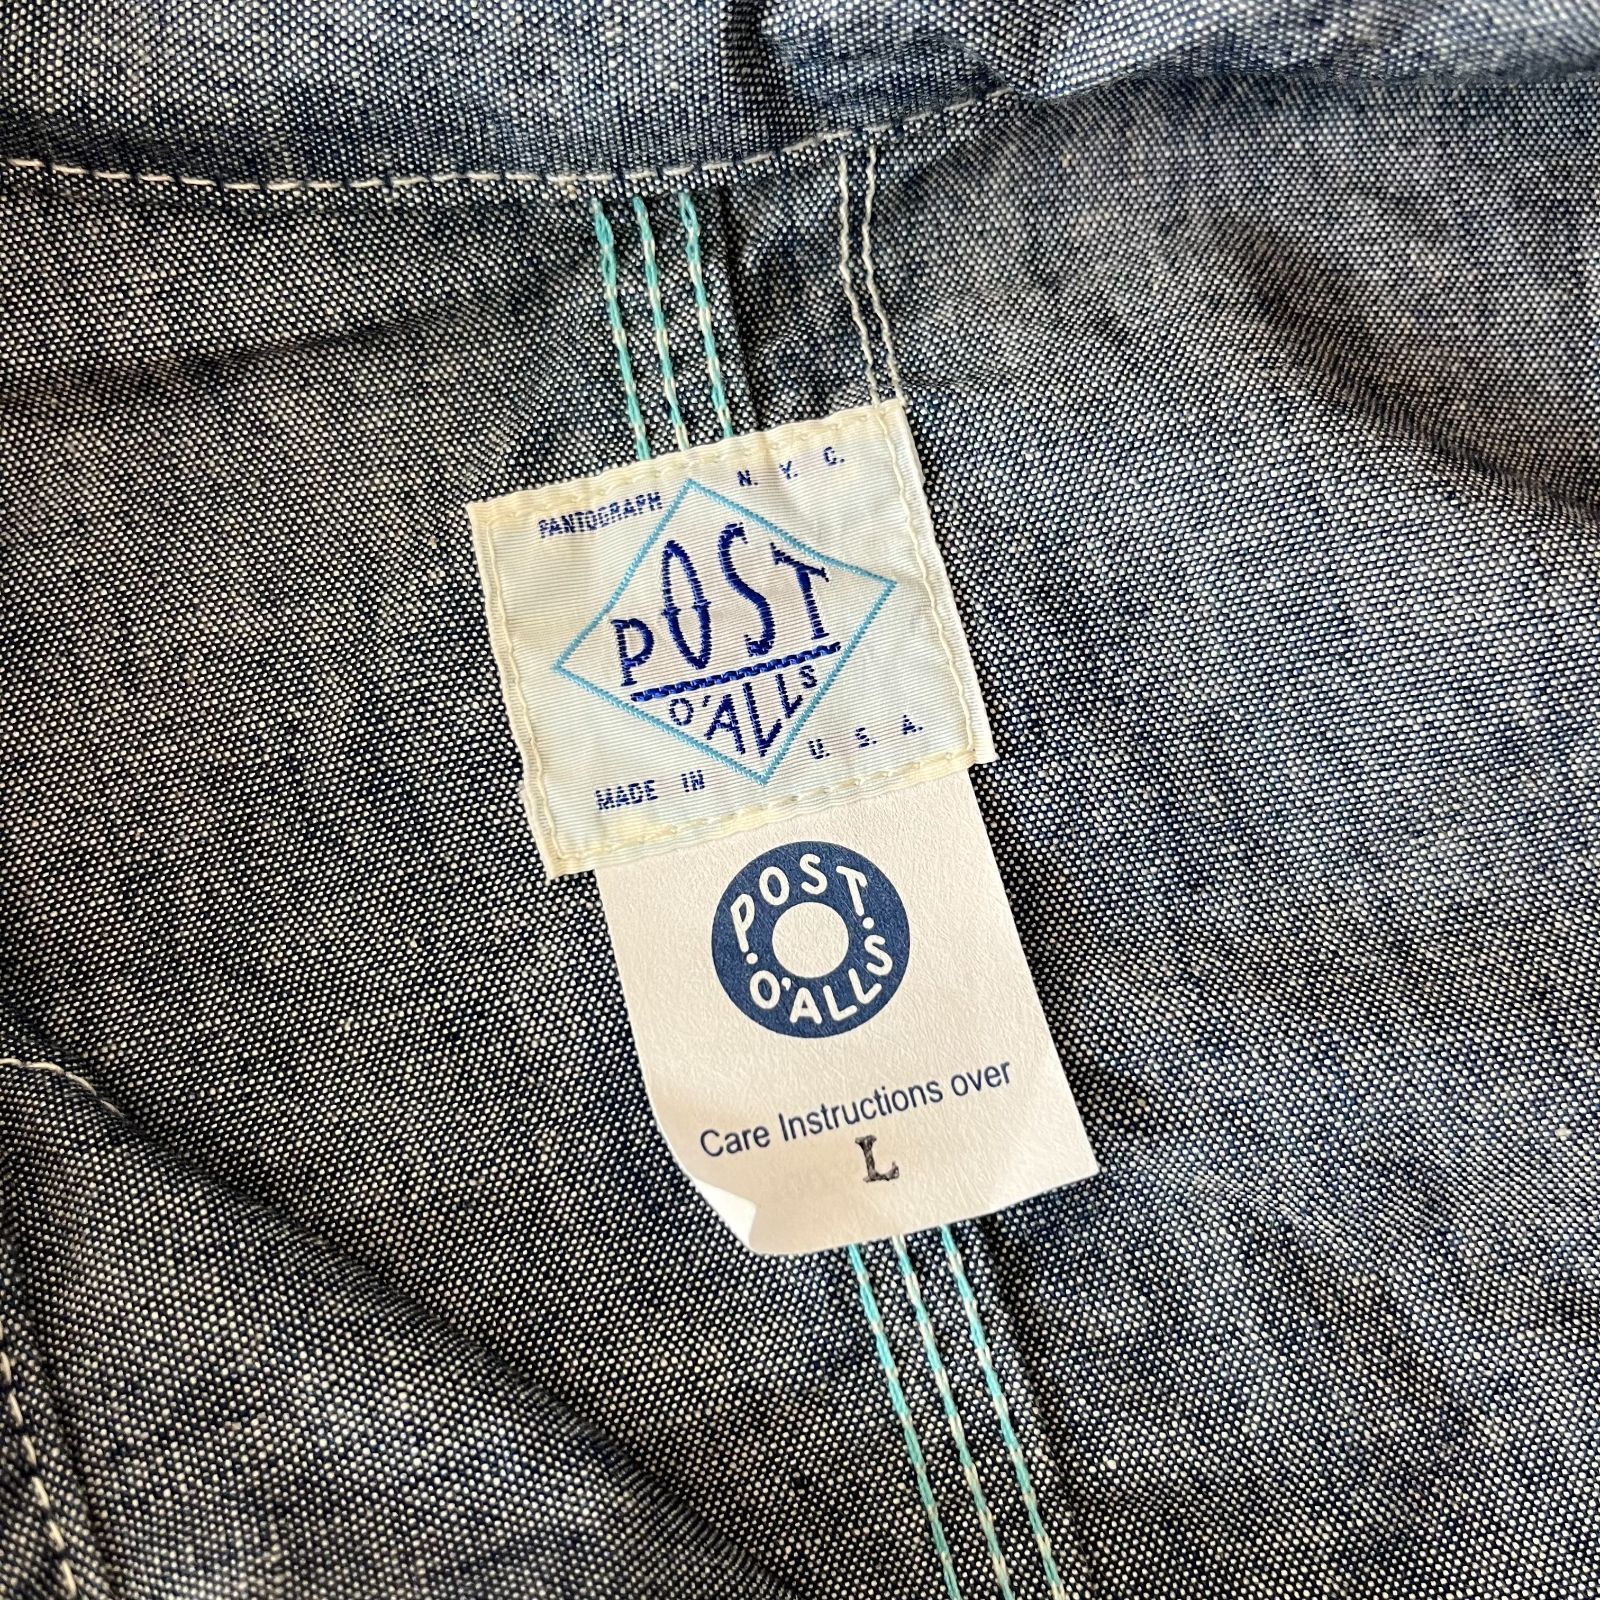 PANTOGRAPH N. Y. C.
POST
O'ALLS
MADE IN U. S. A.
POST
O'ALLS
Care Instructions over
L